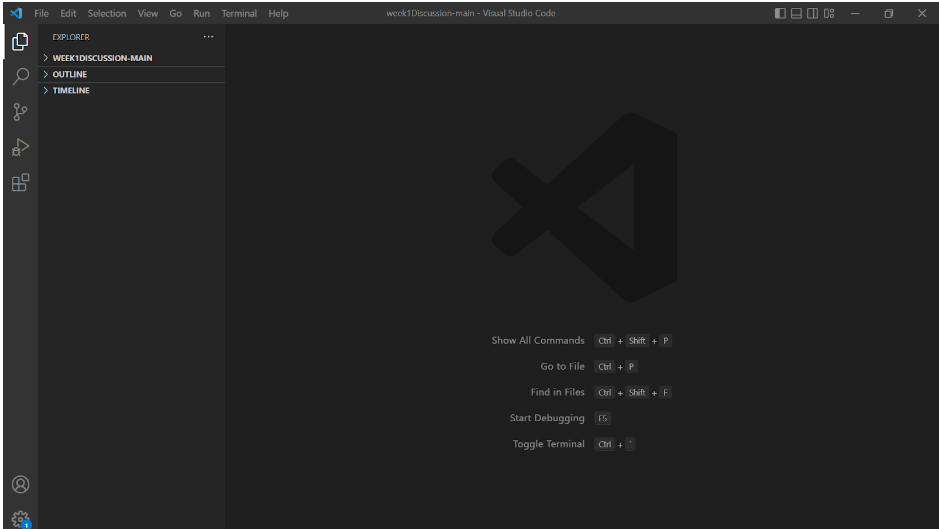 File Edit Selection View Go Run Terminal Help week1Discussion-main - Visual Studio Code
EXPLORER
WEEK1DISCUSSION-MAIN
OUTLINE
TIMELINE
Show All Commands Ctrl + Shift + P
Go to File Ctrl + P
Find in Files Ctrl + Shift + F
Start Debugging F5
Toggle Terminal Ctrl + `
1